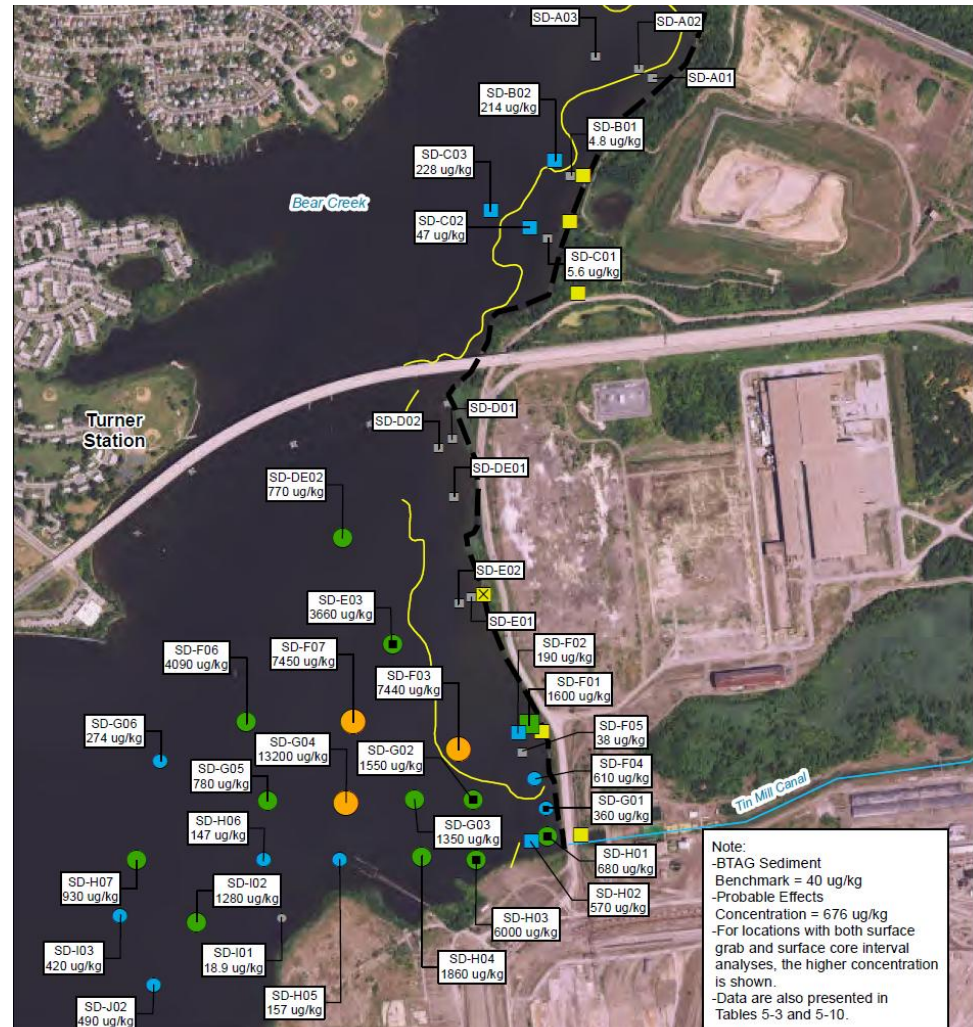 SD-A03
SD-A02
SD-A01
SD-B02
214 ug/kg
SD-B01
4.8 ug/kg
SD-C03
228 ug/kg
Bear Creek
SD-C02
47 ug/kg
SD-C01
5.6 ug/kg
Turner
Station
SD-D02
SD-D01
SD-DE01
SD-DE02
770 ug/kg
SD-E02
SD-E01
SD-E03
3660 ug/kg
SD-F02
190 ug/kg
SD-F06
4090 ug/kg
SD-F07
7450 ug/kg
SD-F03
7440 ug/kg
SD-F01
1600 ug/kg
SD-G06
274 ug/kg
SD-G04
13200 ug/kg
SD-G02
1550 ug/kg
SD-F05
38 ug/kg
SD-G05
780 ug/kg
SD-F04
610 ug/kg
Tin Mill Canal
SD-G01
360 ug/kg
SD-H06
147 ug/kg
SD-G03
1350 ug/kg
SD-H01
680 ug/kg
SD-H07
930 ug/kg
SD-I02
1280 ug/kg
SD-H02
570 ug/kg
SD-H03
6000 ug/kg
SD-I03
420 ug/kg
SD-I01
18.9 ug/kg
SD-H04
1860 ug/kg
SD-H05
157 ug/kg
SD-J02
490 ug/kg
Note:
-BTAG Sediment
Benchmark = 40 ug/kg
-Probable Effects
Concentration = 676 ug/kg
-For locations with both surface
grab and surface core interval
analyses, the higher concentration
is shown.
-Data are also presented in
Tables 5-3 and 5-10.